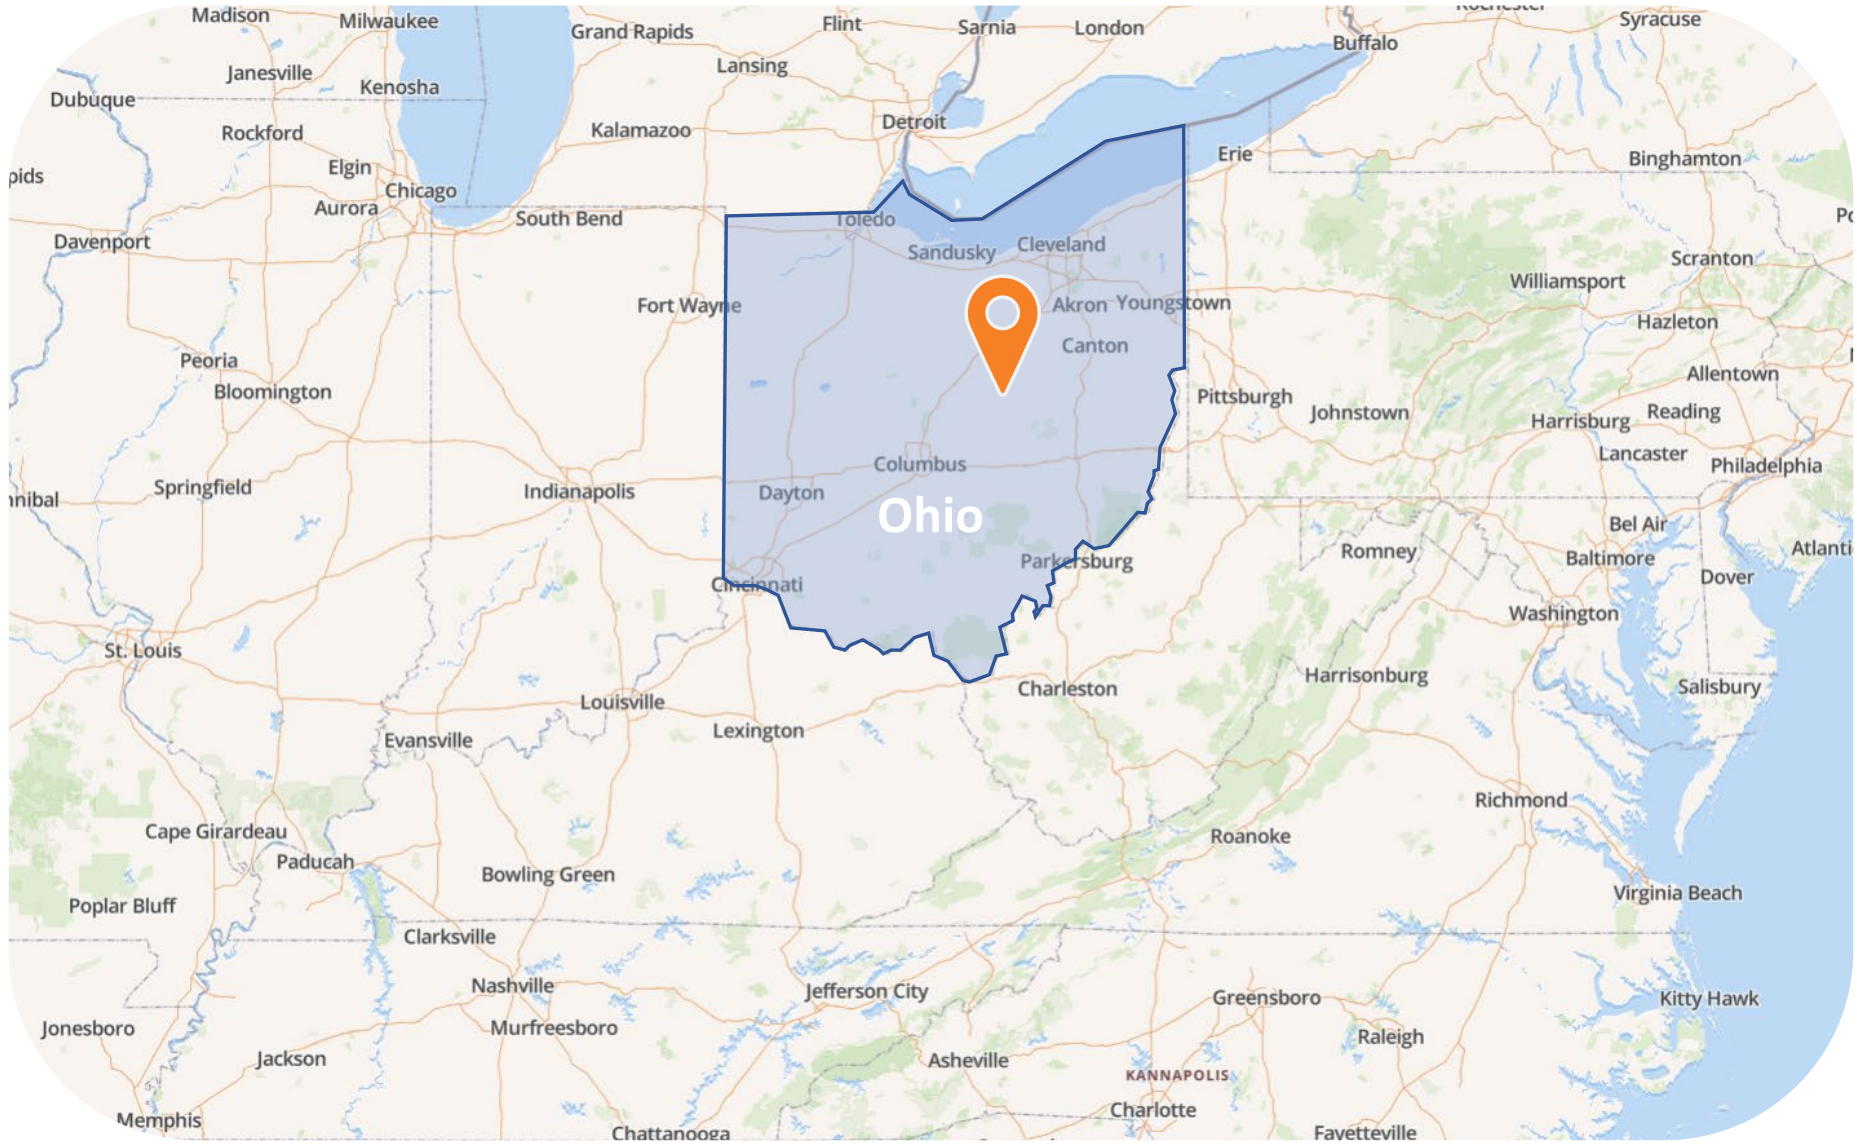 Madison
Milwaukee
Grand Rapids
Flint
Sarnia
London
Rochester
Syracuse
Buffalo
Lansing
Janesville
Kenosha
Dubuque
Detroit
Rockford
Kalamazoo
Erie
Binghamton
Elgin
pids
Chicago
Aurora
South Bend
Toledo
Davenport
Sandusky
Cleveland
Scranton
Williamsport
Fort Wayne
Akron
Youngstown
Hazleton
Canton
Peoria
Bloomington
Allentown
Pittsburgh
Johnstown
Harrisburg
Reading
Lancaster
Philadelphia
Columbus
Springfield
Indianapolis
Dayton
nnibal
Ohio
Bel Air
Romney
Baltimore
Atlanti
Parkersburg
Dover
Cincinnati
Washington
St. Louis
Harrisonburg
Charleston
Salisbury
Louisville
Lexington
Evansville
Richmond
Cape Girardeau
Roanoke
Paducah
Bowling Green
Virginia Beach
Poplar Bluff
Clarksville
Nashville
Jefferson City
Greensboro
Kitty Hawk
Jonesboro
Murfreesboro
Raleigh
Jackson
Asheville
KANNAPOLIS
Charlotte
Memphis
Chattanooga
Fayetteville